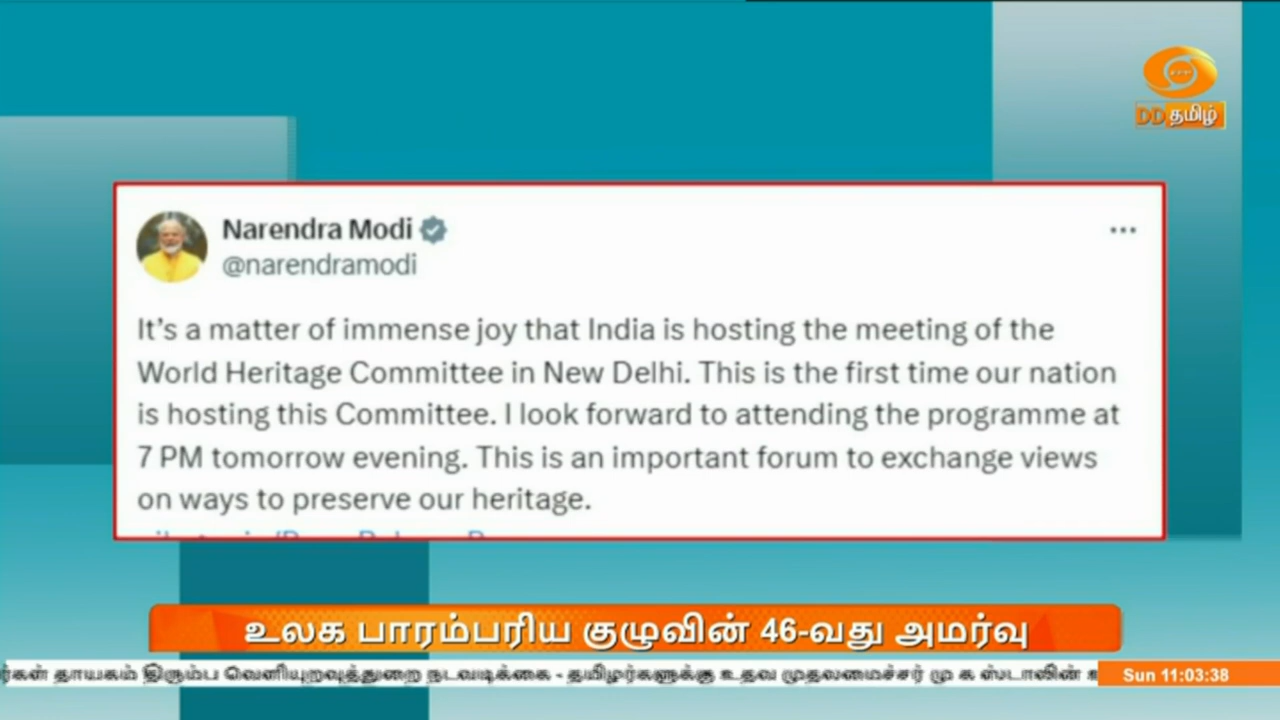 DD தமிழ்
Narendra Modi
@narendramodi
It's a matter of immense joy that India is hosting the meeting of the
World Heritage Committee in New Delhi. This is the first time our nation
is hosting this Committee. I look forward to attending the programme at
7 PM tomorrow evening. This is an important forum to exchange views
on ways to preserve our heritage.
உலக பாரம்பரிய குழுவின் 46-வது அமர்வு
தாயகம் திரும்ப வெளியுறவுத்துறை நடவடிக்கை - தமிழர்களுக்கு உதவ முதலமைச்சர் மு க ஸ்டாலின்
Sun 11:03:38